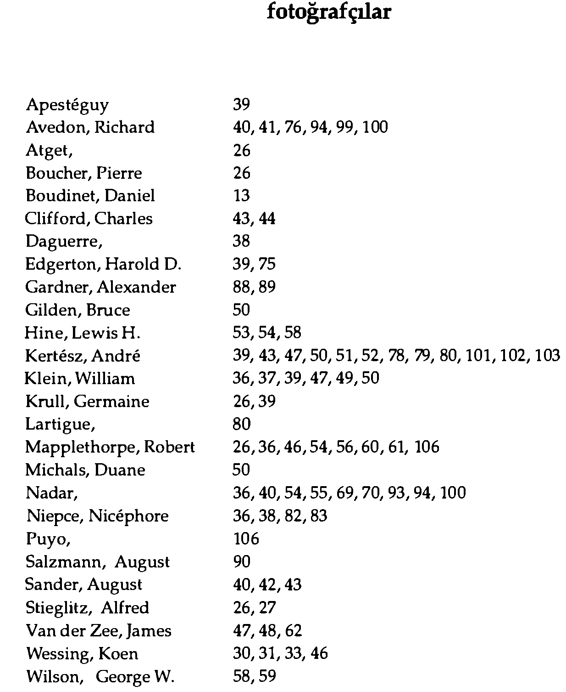 fotoğrafçılar
Apestéguy 39
Avedon, Richard 40, 41, 76, 94, 99, 100
Atget, 26
Boucher, Pierre 26
Boudinet, Daniel 13
Clifford, Charles 43, 44
Daguerre, 38
Edgerton, Harold D. 39, 75
Gardner, Alexander 88, 89
Gilden, Bruce 50
Hine, Lewis H. 53, 54, 58
Kertész, André 39, 43, 47, 50, 51, 52, 78, 79, 80, 101, 102, 103
Klein, William 36, 37, 39, 47, 49, 50
Krull, Germaine 26, 39
Lartigue, 80
Mapplethorpe, Robert 26, 36, 46, 54, 56, 60, 61, 106
Michals, Duane 50
Nadar, 36, 40, 54, 55, 69, 70, 93, 94, 100
Niepce, Nicéphore 36, 38, 82, 83
Puyo, 106
Salzmann, August 90
Sander, August 40, 42, 43
Stieglitz, Alfred 26, 27
Van der Zee, James 47, 48, 62
Wessing, Koen 30, 31, 33, 46
Wilson, George W. 58, 59